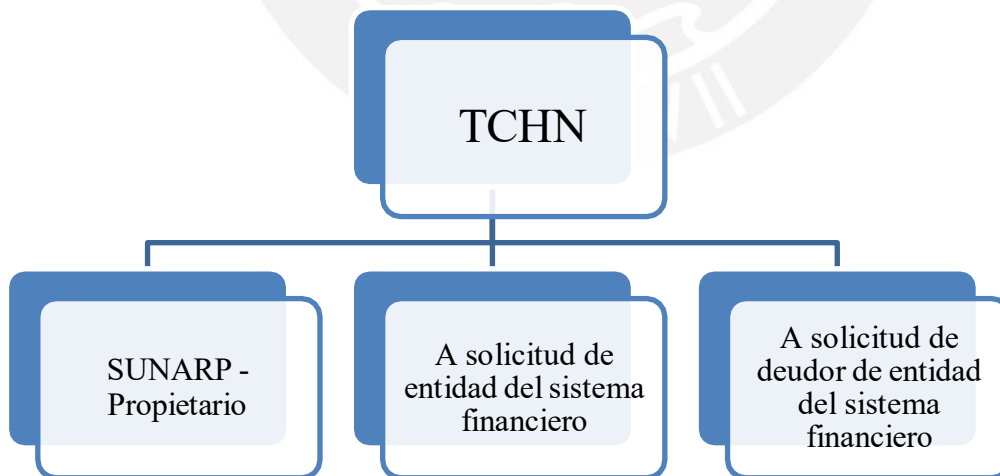 TCHN
SUNARP -
Propietario
A solicitud de
entidad del sistema
financiero
A solicitud de
deudor de entidad
del sistema
financiero